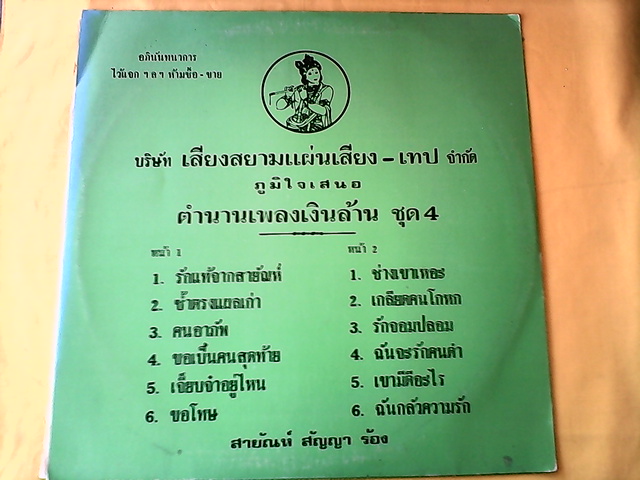 อภินันทนาการ
ไว้แจก ฯลฯ ห้ามซื้อ - ขาย
บริษัท เสียงสยามแผ่นเสียง - เทป จำกัด
ภูมิใจเสนอ
ตำนานเพลงเงินล้าน ชุด 4
หน้า 1
1. รักแท้จากสายัณห์
2. ช้ำตรงแผลเก่า
3. คนอาภัพ
4. ขอเป็นคนสุดท้าย
5. เจี๊ยบจ๋าอยู่ไหน
6. ขอโทษ
หน้า 2
1. ช่างเขาเหอะ
2. เกลียดคนโกหก
3. รักจอมปลอม
4. ฉันจะรักคนดำ
5. เขามีดีอะไร
6. ฉันกลัวความรัก
สายัณห์ สัญญา ร้อง